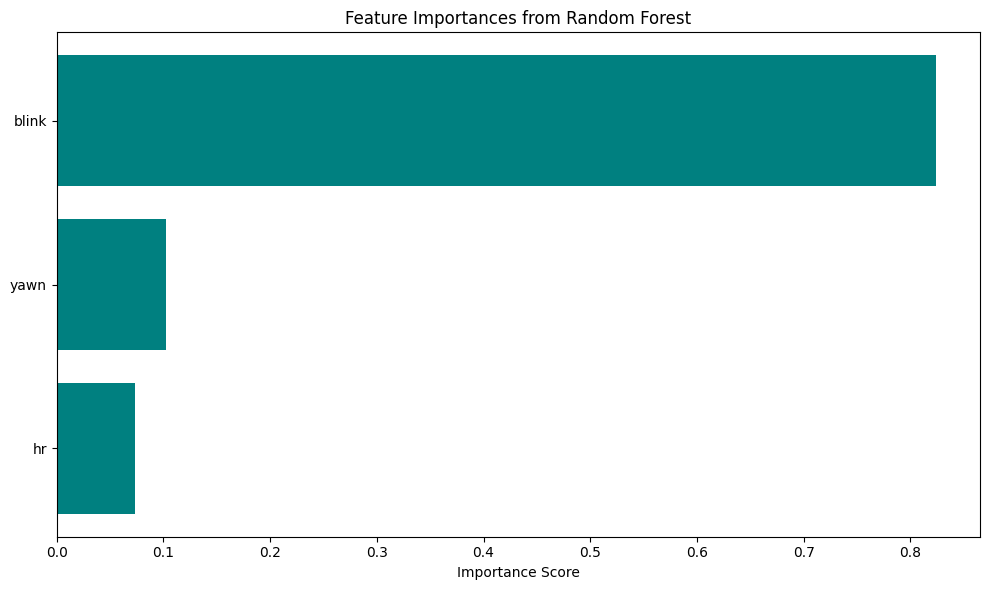 Feature Importances from Random Forest
blink
yawn
hr
0.0 0.1 0.2 0.3 0.4 0.5 0.6 0.7 0.8
Importance Score